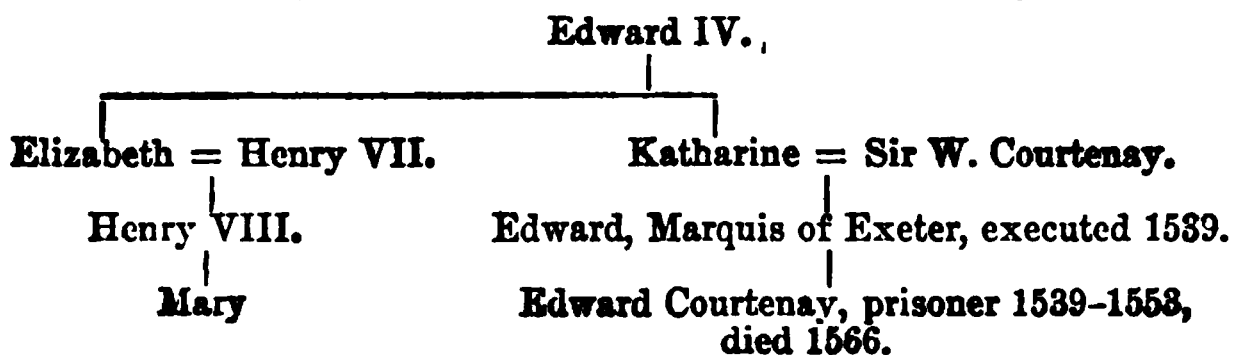 Edward IV.
Elizabeth = Henry VII. Katharine = Sir W. Courtenay.
Henry VIII. Edward, Marquis of Exeter, executed 1539.
Mary Edward Courtenay, prisoner 1539–1553,
died 1566.